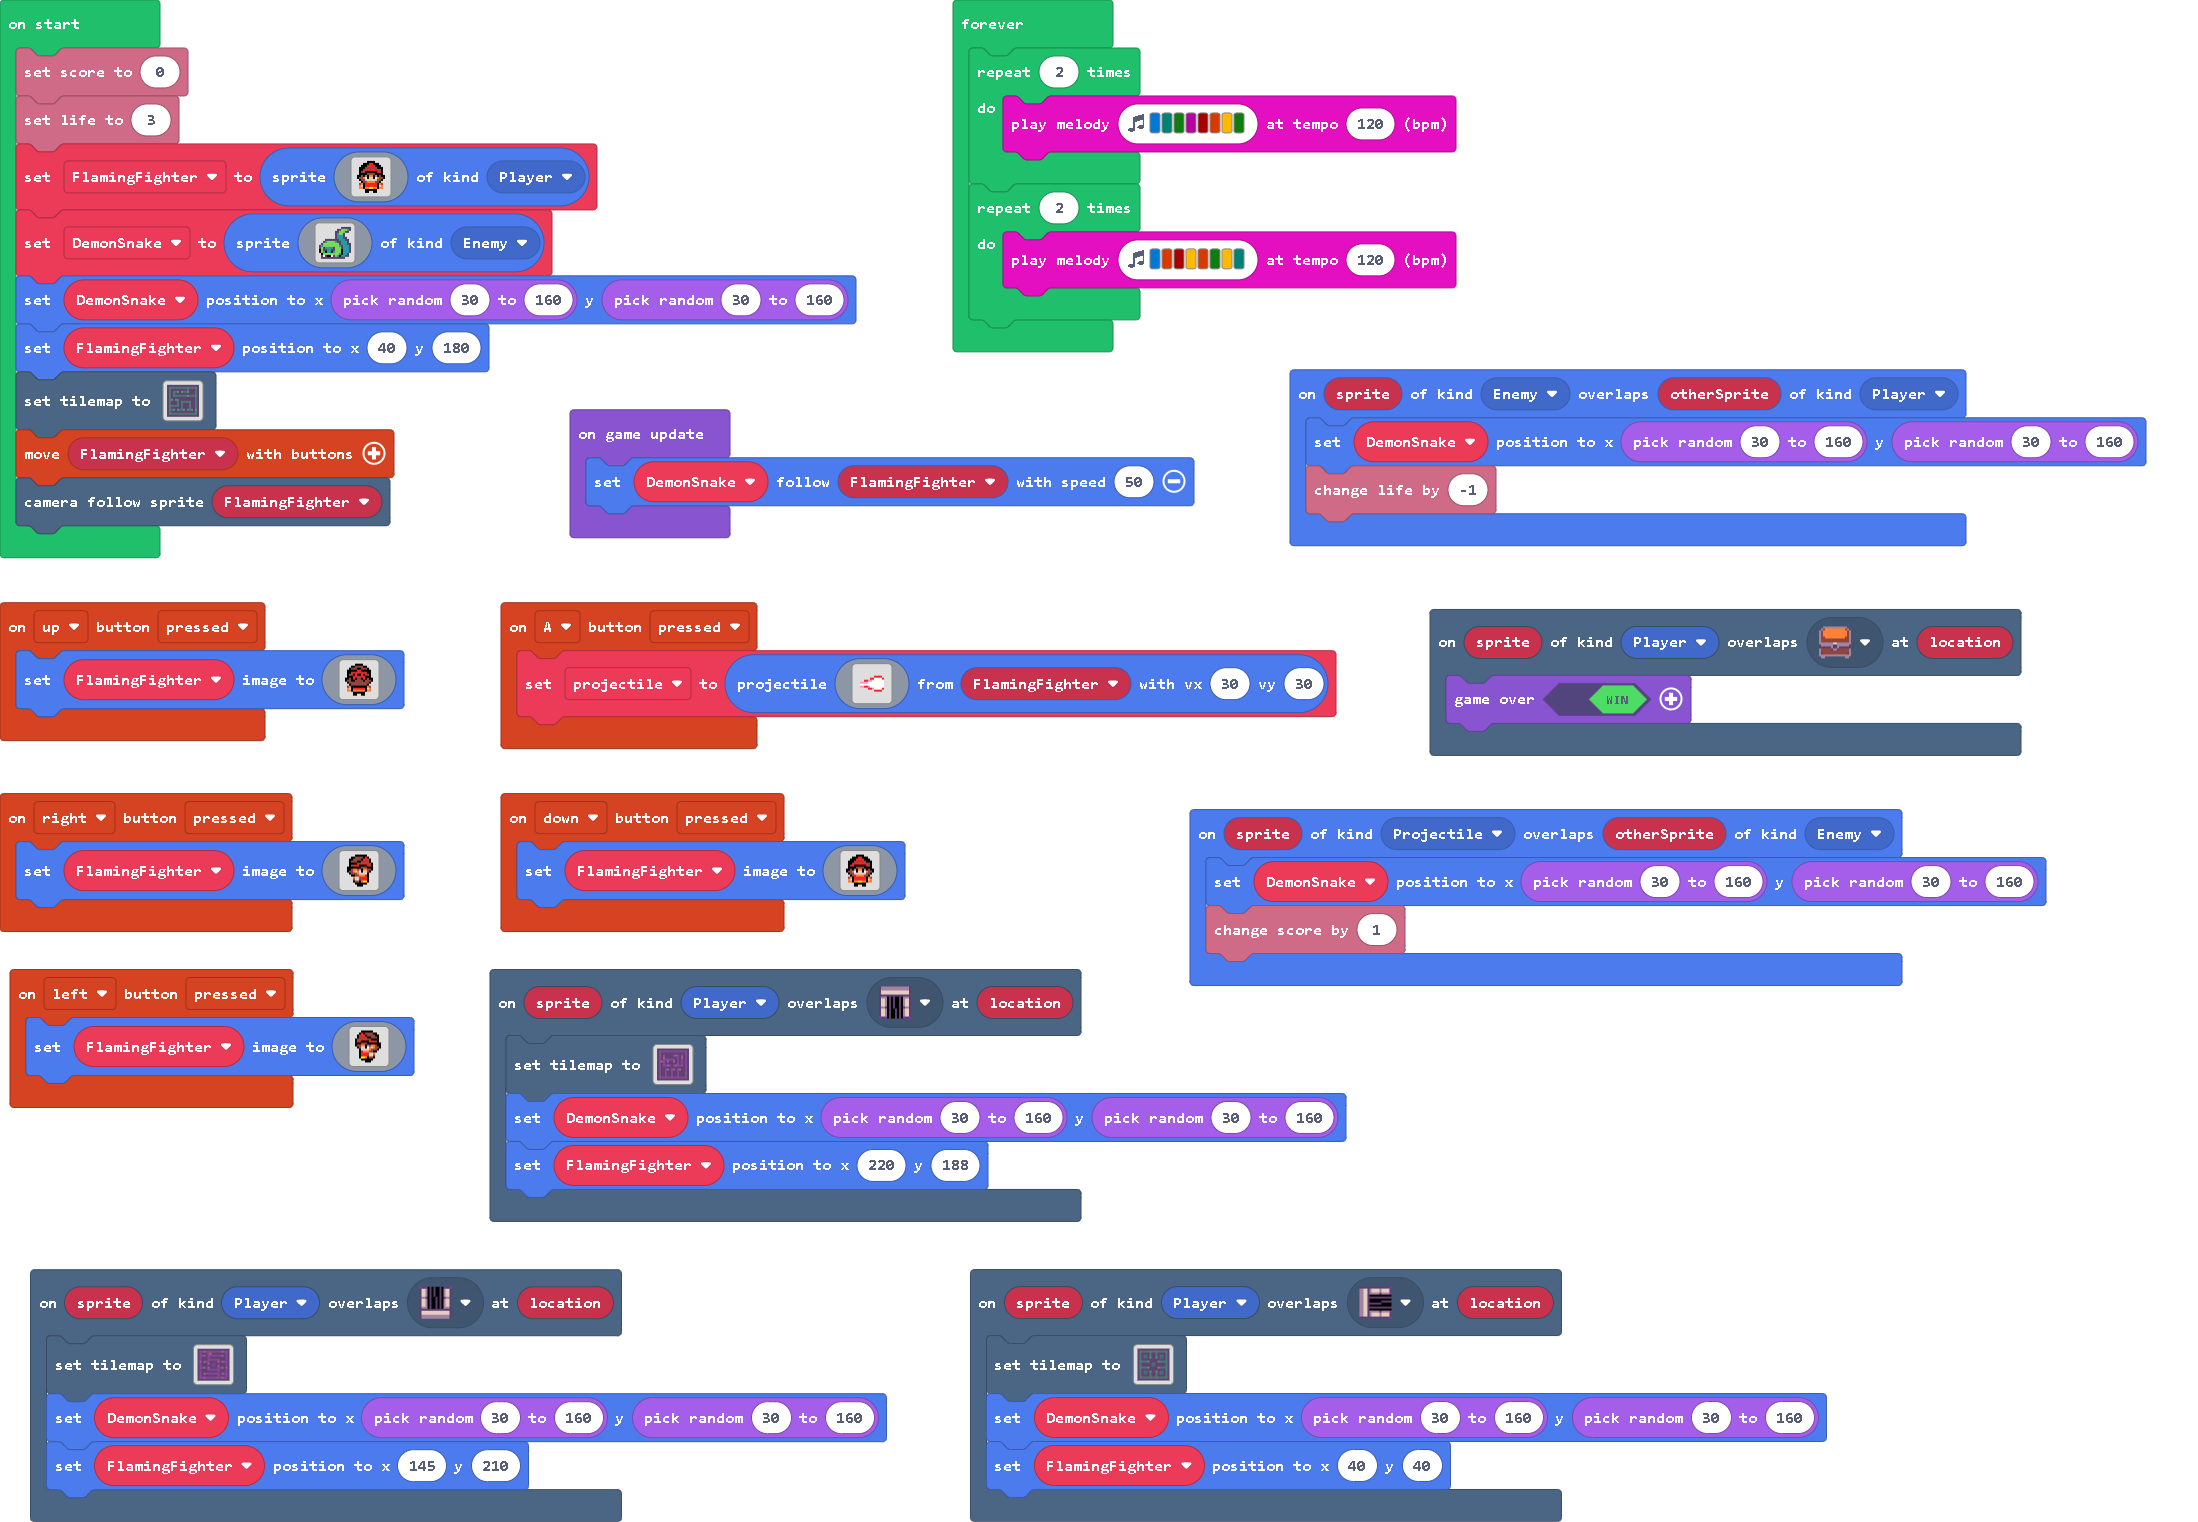 on start
set score to 0
set life to 3
set FlamingFighter to sprite of kind Player
set DemonSnake to sprite of kind Enemy
set DemonSnake position to x pick random 30 to 160 y pick random 30 to 160
set FlamingFighter position to x 40 y 180
set tilemap to
move FlamingFighter with buttons
camera follow sprite FlamingFighter
forever
repeat 2 times
do play melody at tempo 120 (bpm)
repeat 2 times
do play melody at tempo 120 (bpm)
on game update
set DemonSnake follow FlamingFighter with speed 50
on sprite of kind Enemy overlaps otherSprite of kind Player
set DemonSnake position to x pick random 30 to 160 y pick random 30 to 160
change life by -1
on up button pressed
set FlamingFighter image to
on A button pressed
set projectile to projectile from FlamingFighter with vx 30 vy 30
on sprite of kind Player overlaps at location
game over WIN
on right button pressed
set FlamingFighter image to
on down button pressed
set FlamingFighter image to
on sprite of kind Projectile overlaps otherSprite of kind Enemy
set DemonSnake position to x pick random 30 to 160 y pick random 30 to 160
change score by 1
on left button pressed
set FlamingFighter image to
on sprite of kind Player overlaps at location
set tilemap to
set DemonSnake position to x pick random 30 to 160 y pick random 30 to 160
set FlamingFighter position to x 220 y 188
on sprite of kind Player overlaps at location
set tilemap to
set DemonSnake position to x pick random 30 to 160 y pick random 30 to 160
set FlamingFighter position to x 145 y 210
on sprite of kind Player overlaps at location
set tilemap to
set DemonSnake position to x pick random 30 to 160 y pick random 30 to 160
set FlamingFighter position to x 40 y 40